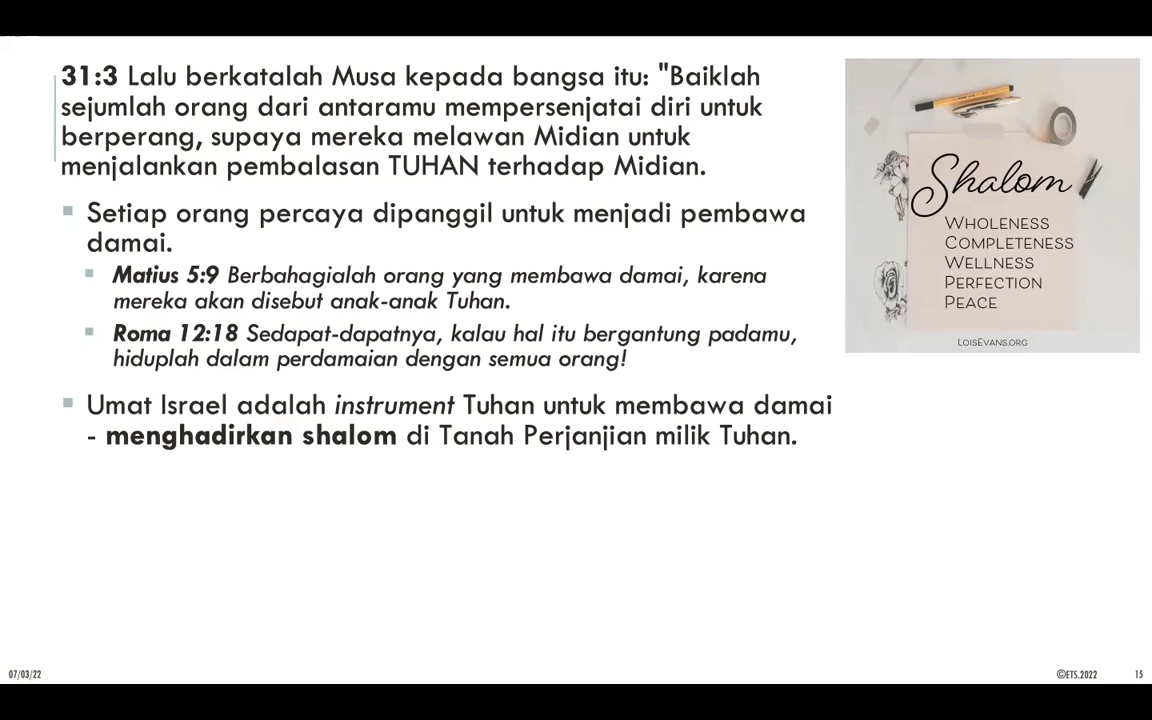 31:3 Lalu berkatalah Musa kepada bangsa itu: "Baiklah
sejumlah orang dari antaramu mempersenjatai diri untuk
berperang, supaya mereka melawan Midian untuk
menjalankan pembalasan TUHAN terhadap Midian.
Setiap orang percaya dipanggil untuk menjadi pembawa
damai.
Matius 5:9 Berbahagialah orang yang membawa damai, karena
mereka akan disebut anak-anak Tuhan.
Roma 12:18 Sedapat-dapatnya, kalau hal itu bergantung padamu,
hiduplah dalam perdamaian dengan semua orang!
Umat Israel adalah instrument Tuhan untuk membawa damai
- menghadirkan shalom di Tanah Perjanjian milik Tuhan.
Shalom
WHOLENESS
COMPLETENESS
WELLNESS
PERFECTION
PEACE
LOISEVANS.ORG
07/03/22
©ETS.2022
15